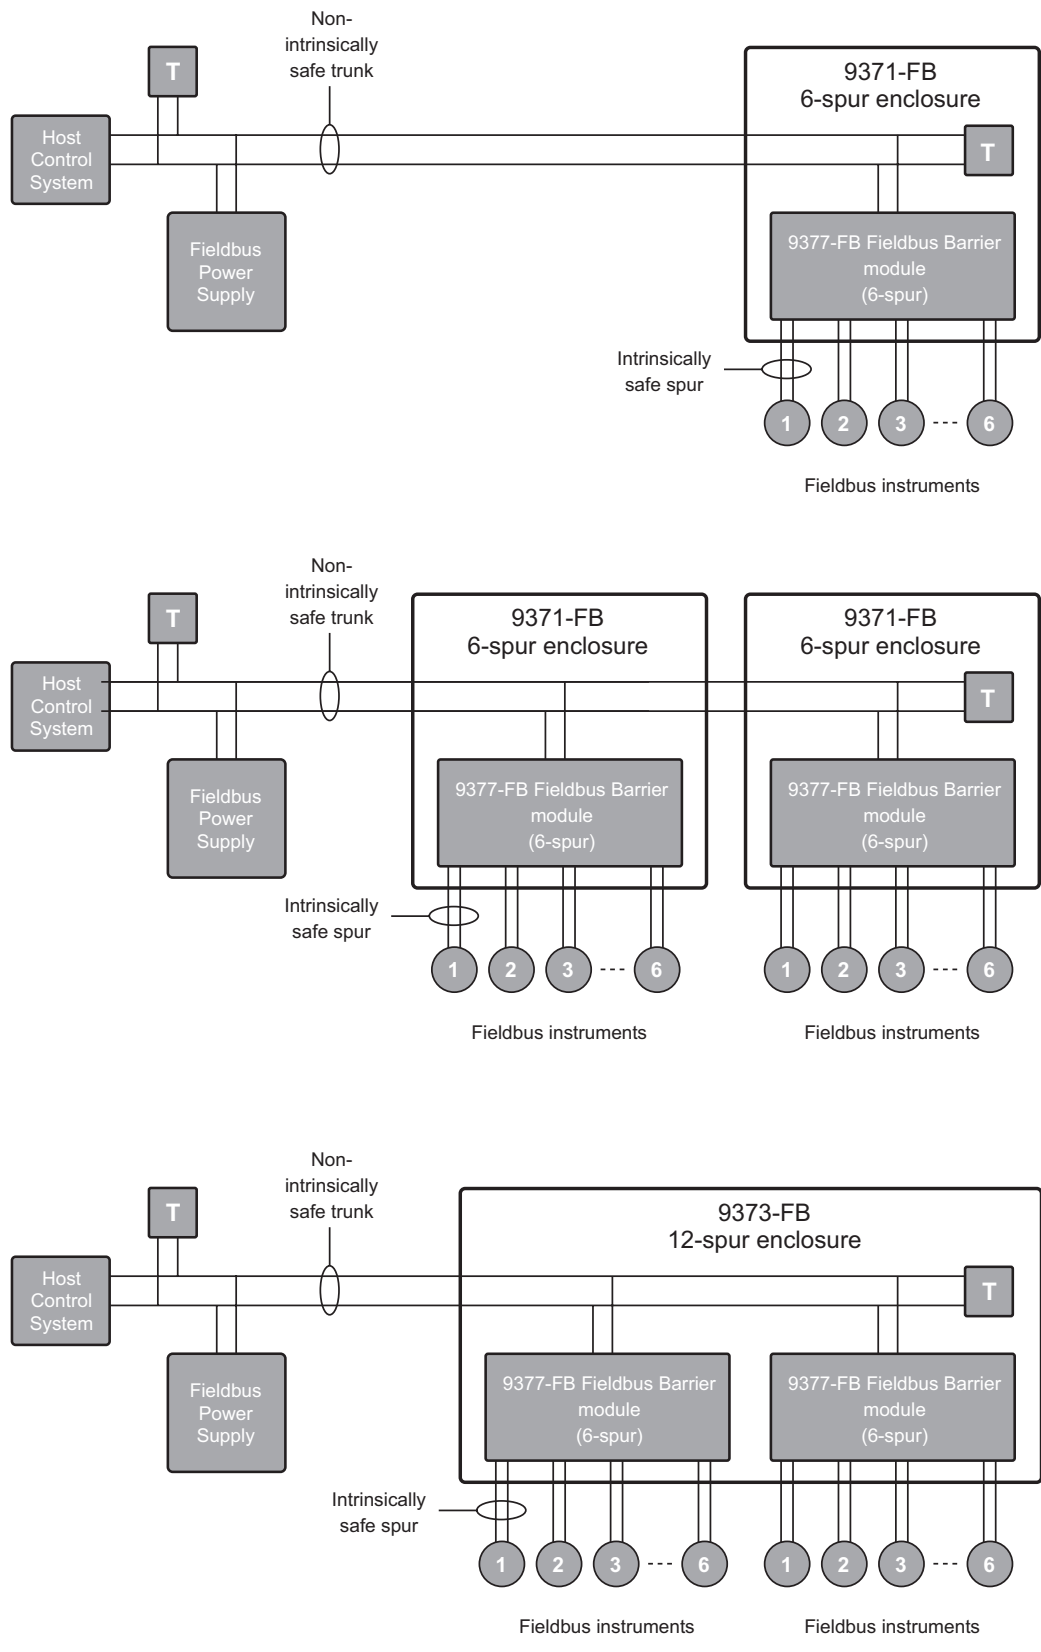 Non-
intrinsically
safe trunk
T
Host
Control
System
Fieldbus
Power
Supply
9371-FB
6-spur enclosure
T
9377-FB Fieldbus Barrier
module
(6-spur)
Intrinsically
safe spur
1 2 3 --- 6
Fieldbus instruments
Non-
intrinsically
safe trunk
T
Host
Control
System
Fieldbus
Power
Supply
9371-FB
6-spur enclosure
9377-FB Fieldbus Barrier
module
(6-spur)
Intrinsically
safe spur
1 2 3 --- 6
Fieldbus instruments
9371-FB
6-spur enclosure
T
9377-FB Fieldbus Barrier
module
(6-spur)
1 2 3 --- 6
Fieldbus instruments
Non-
intrinsically
safe trunk
T
Host
Control
System
Fieldbus
Power
Supply
9373-FB
12-spur enclosure
T
9377-FB Fieldbus Barrier
module
(6-spur)
Intrinsically
safe spur
1 2 3 --- 6
Fieldbus instruments
9377-FB Fieldbus Barrier
module
(6-spur)
1 2 3 --- 6
Fieldbus instruments